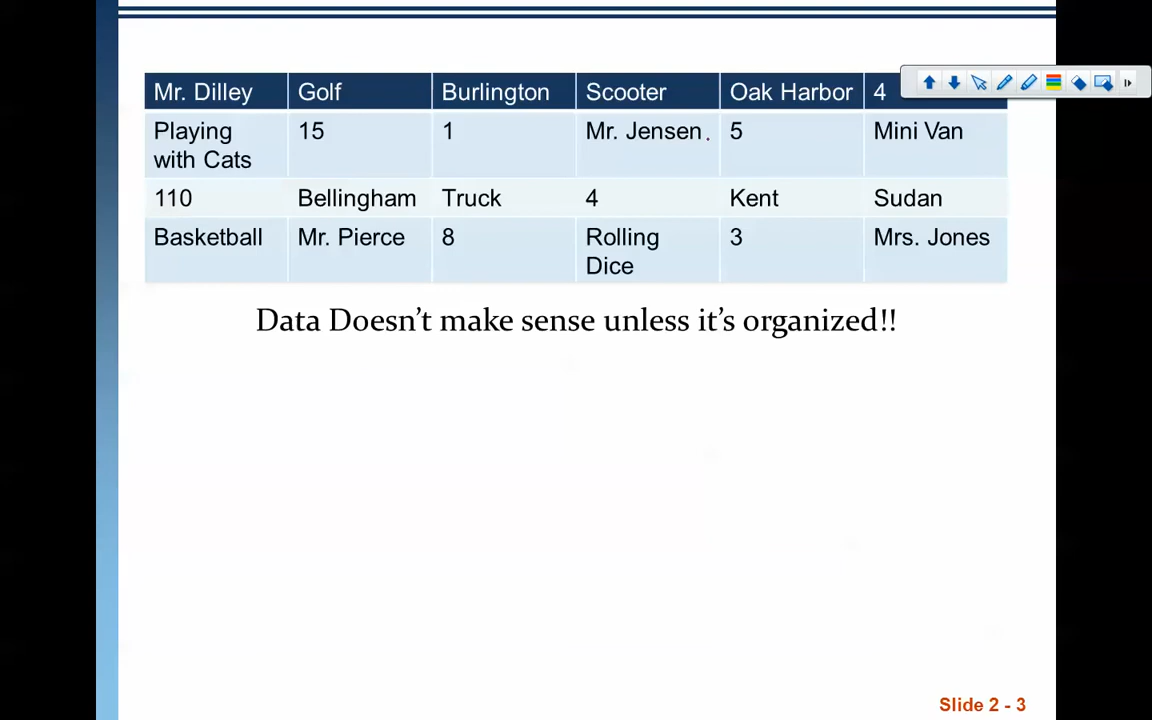 Mr. Dilley Golf Burlington Scooter Oak Harbor 4
Playing with Cats 15 1 Mr. Jensen 5 Mini Van
110 Bellingham Truck 4 Kent Sudan
Basketball Mr. Pierce 8 Rolling Dice 3 Mrs. Jones
Data Doesn’t make sense unless it’s organized!!
Slide 2 - 3